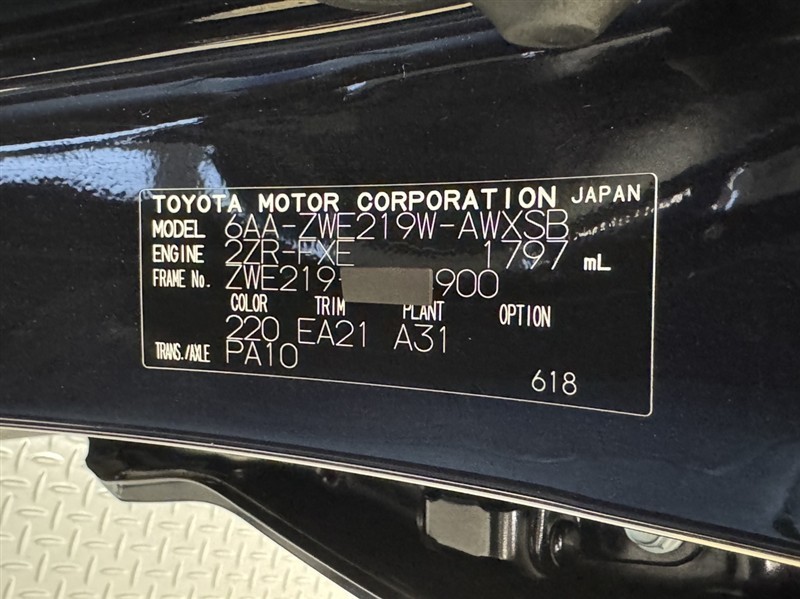 TOYOTA MOTOR CORPORATION JAPAN
MODEL 6AA-ZWE219W-AWXSB
ENGINE 2ZR-FXE 1797 mL
FRAME No. ZWE219- 900
COLOR TRIM PLANT OPTION
220 EA21 A31
TRANS./AXLE PA10
618